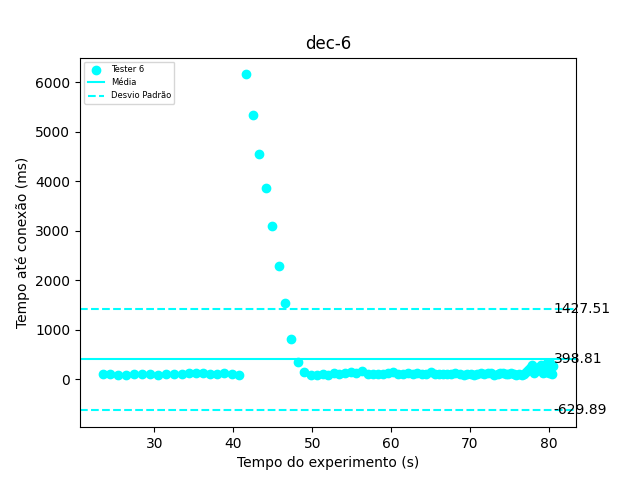 dec-6
Tester 6
Média
Desvio Padrão
Tempo até conexão (ms)
6000
5000
4000
3000
2000
1000
0
1427.51
398.81
-629.89
30
40
50
60
70
80
Tempo do experimento (s)